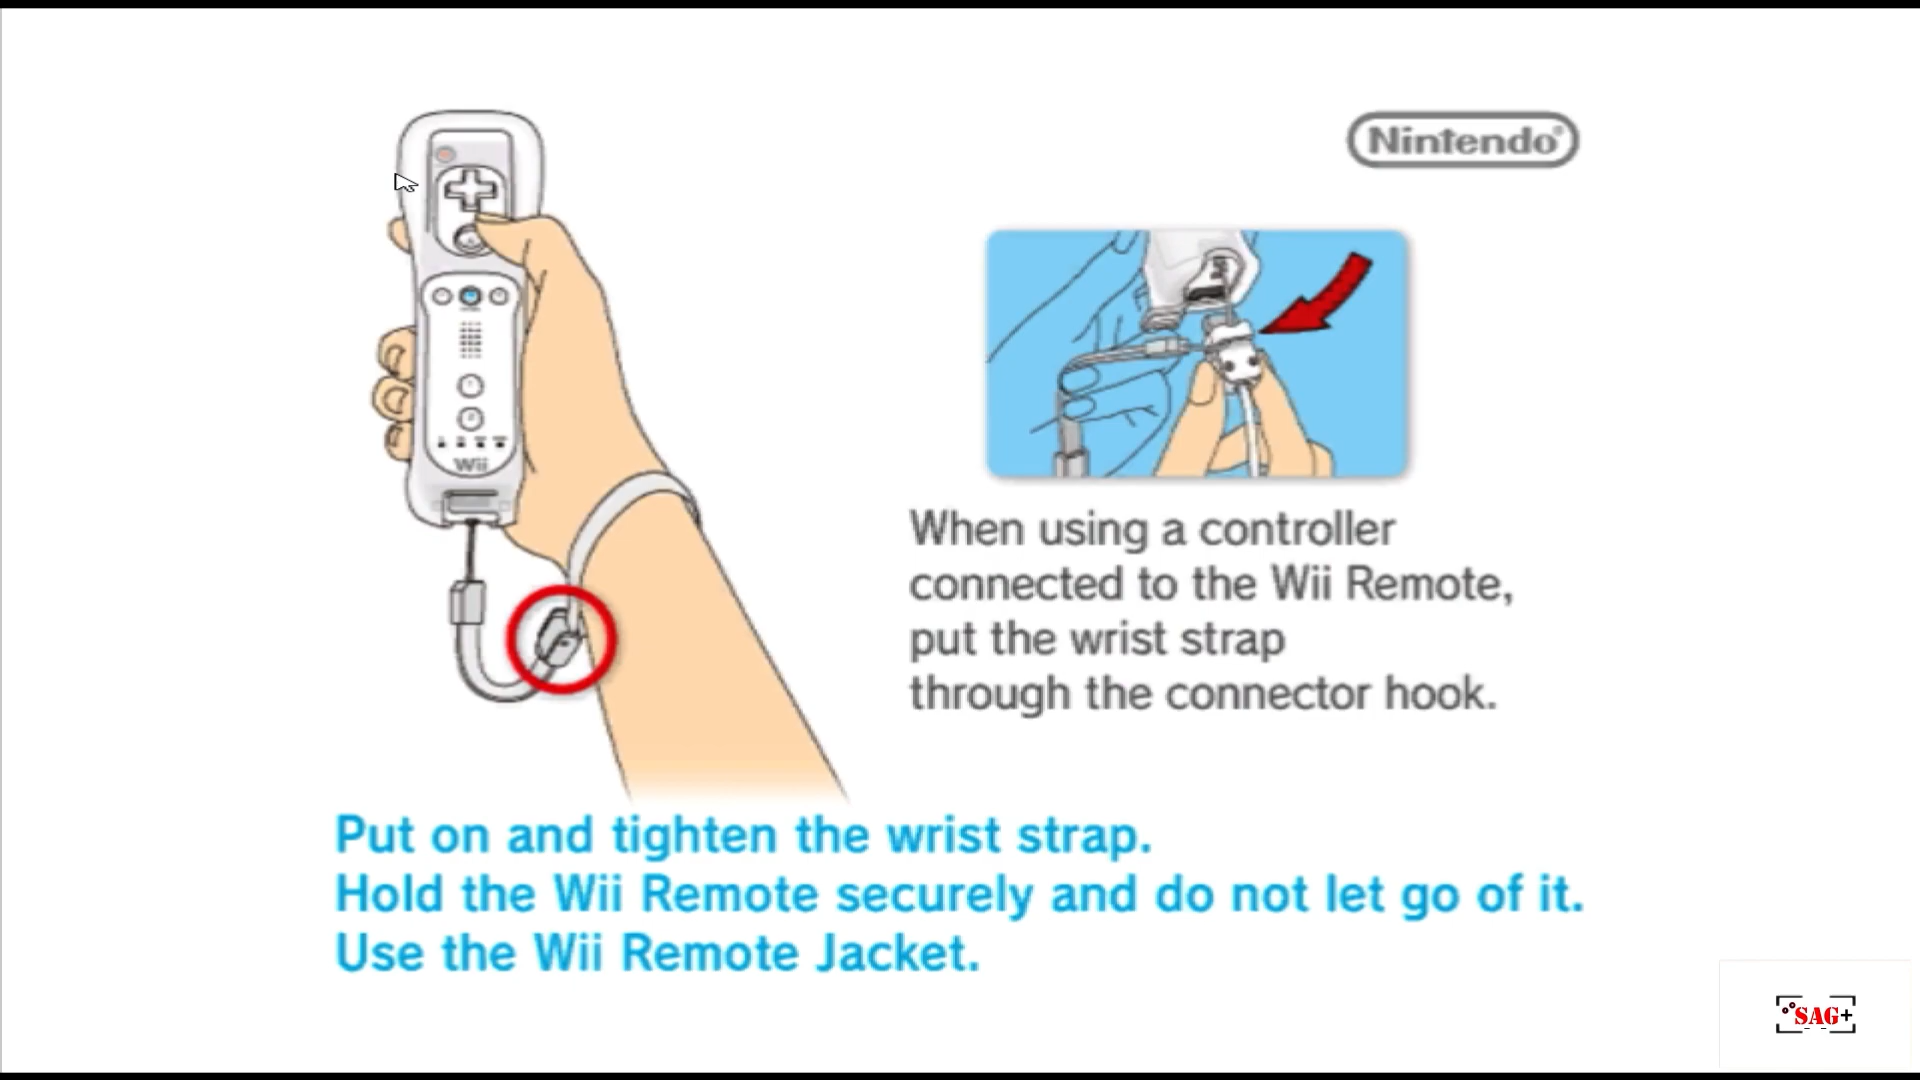 Nintendo®
Wii
When using a controller
connected to the Wii Remote,
put the wrist strap
through the connector hook.
Put on and tighten the wrist strap.
Hold the Wii Remote securely and do not let go of it.
Use the Wii Remote Jacket.
SAG+